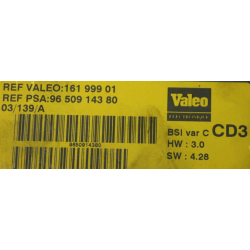 REF VALEO:161 999 01
REF PSA:96 509 143 80
03/139/A
Valeo
BSI var C CD3
HW : 3.0
SW : 4.28
9650914380